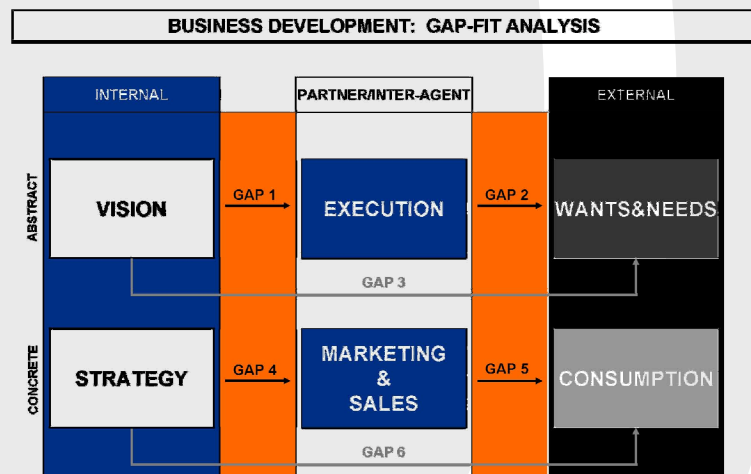 BUSINESS DEVELOPMENT: GAP-FIT ANALYSIS
INTERNAL
PARTNER/INTER-AGENT
EXTERNAL
ABSTRACT
VISION
GAP 1
EXECUTION
GAP 2
WANTS&NEEDS
GAP 3
CONCRETE
STRATEGY
GAP 4
MARKETING
&
SALES
GAP 5
CONSUMPTION
GAP 6